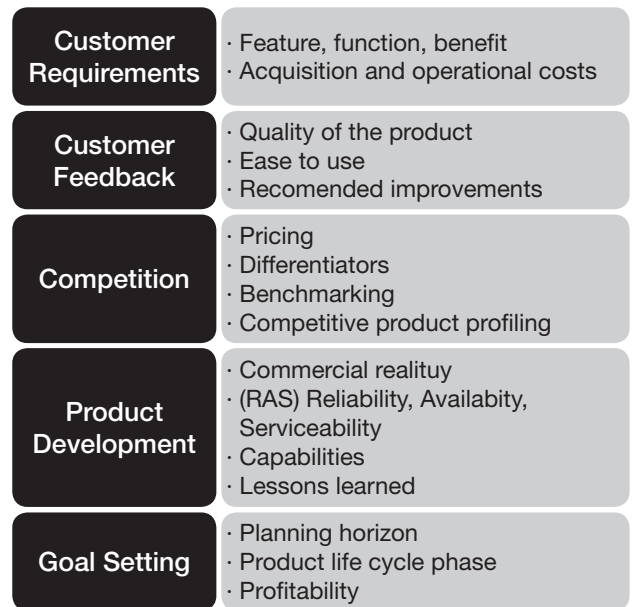 Customer
Requirements
· Feature, function, benefit
· Acquisition and operational costs
Customer
Feedback
· Quality of the product
· Ease to use
· Recomended improvements
Competition
· Pricing
· Differentiators
· Benchmarking
· Competitive product profiling
Product
Development
· Commercial realituy
· (RAS) Reliability, Availabity,
Serviceability
· Capabilities
· Lessons learned
Goal Setting
· Planning horizon
· Product life cycle phase
· Profitability